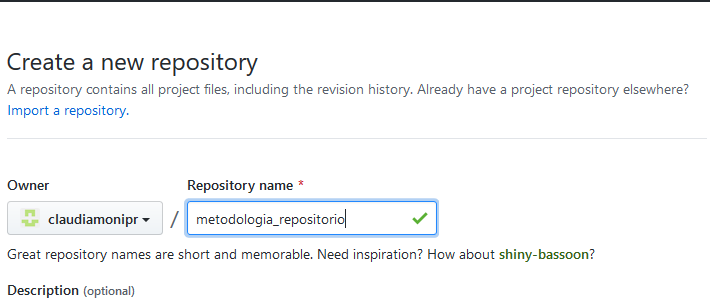 Create a new repository
A repository contains all project files, including the revision history. Already have a project repository elsewhere?
Import a repository.
Owner Repository name *
claudiamonipr / metodologia_repositorio
Great repository names are short and memorable. Need inspiration? How about shiny-bassoon?
Description (optional)